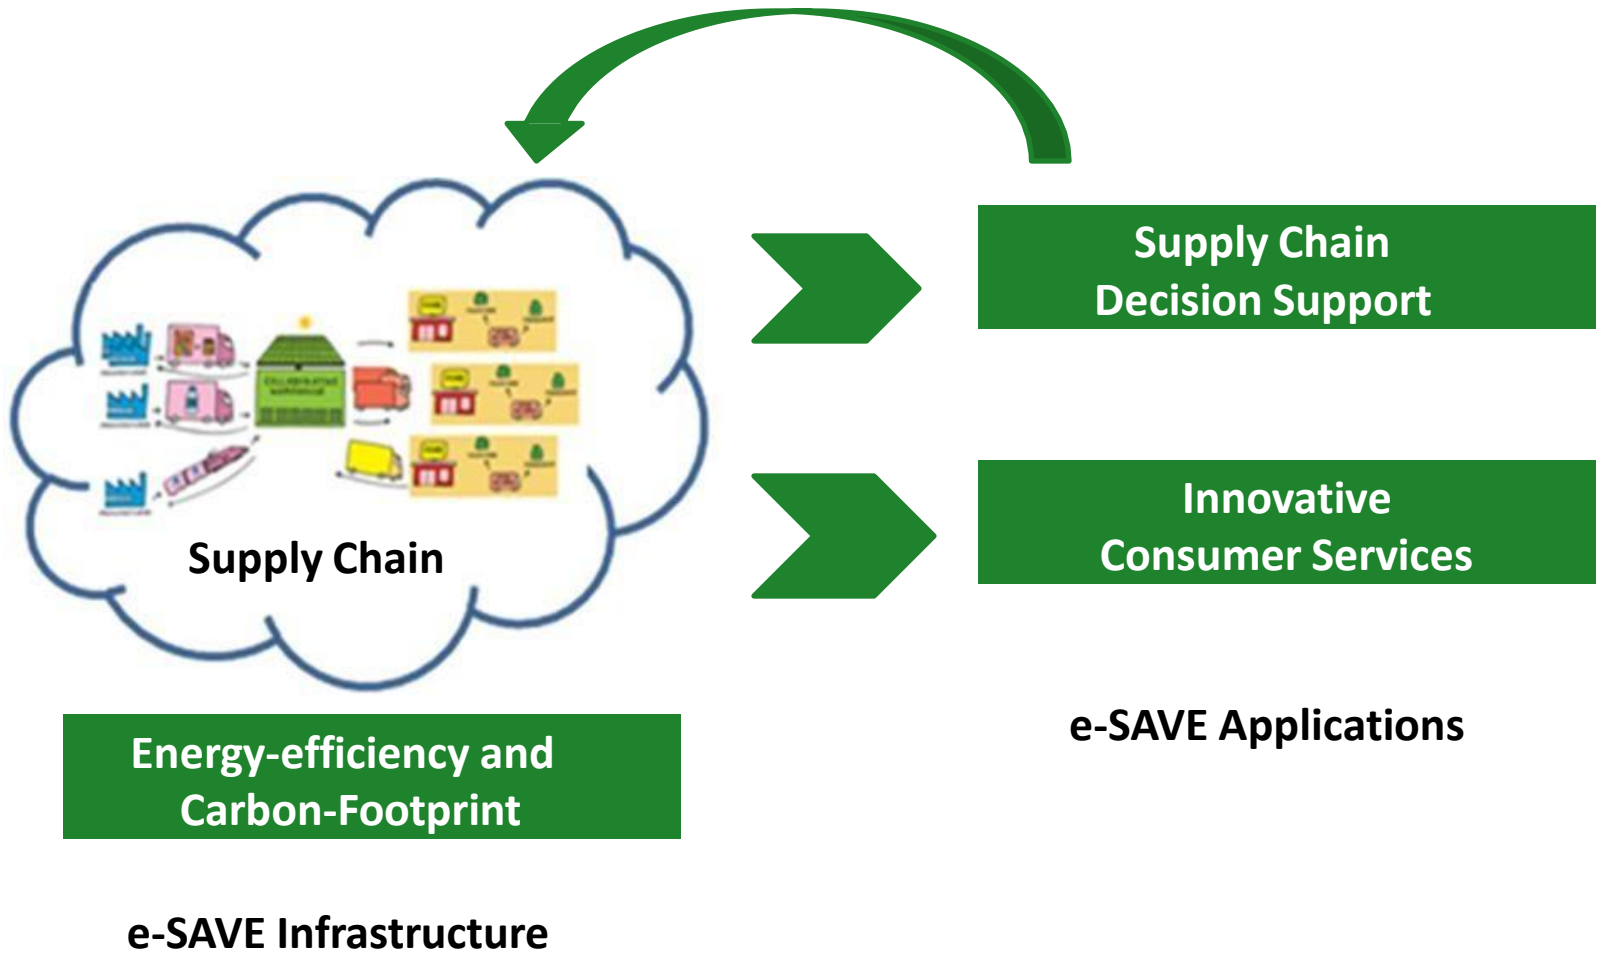 Supply Chain
Decision Support
Innovative
Consumer Services
Supply Chain
e-SAVE Applications
Energy-efficiency and
Carbon-Footprint
e-SAVE Infrastructure